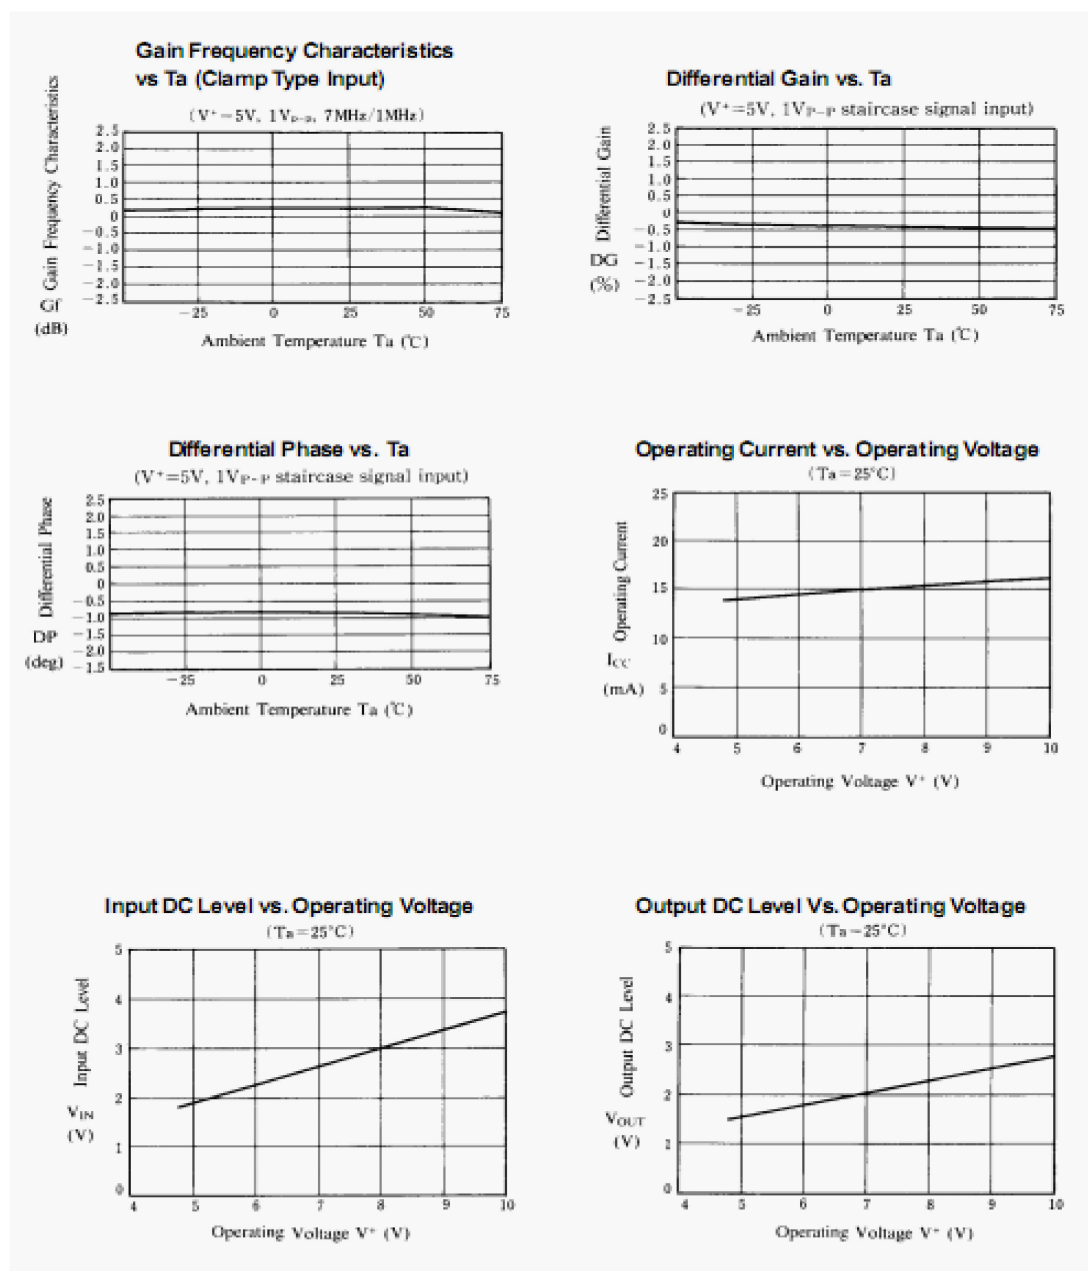 Gain Frequency Characteristics
vs Ta (Clamp Type Input)
(V⁺−5V, 1Vₚ₋ₚ, 7MHz/1MHz)
Gain Frequency Characteristics
Gf
(dB)
2.5
2.0
1.5
1.0
0.5
0
−0.5
−1.0
−1.5
−2.0
−2.5
−25 0 25 50 75
Ambient Temperature Ta (℃)
Differential Gain vs. Ta
(V⁺=5V, 1VP-P staircase signal input)
Differential Gain
DG
(%)
2.5
2.0
1.5
1.0
0.5
0
−0.5
−1.0
−1.5
−2.0
−2.5
−25 0 25 50 75
Ambient Temperature Ta (℃)
Differential Phase vs. Ta
(V⁺=5V, 1VP-P staircase signal input)
Differential Phase
DP
(deg)
2.5
2.0
1.5
1.0
0.5
0
−0.5
−1.0
−1.5
−2.0
−1.5
−25 0 25 50 75
Ambient Temperature Ta (℃)
Operating Current vs. Operating Voltage
(Ta=25°C)
Operating Current
ICC
(mA)
25
20
15
10
5
0
4 5 6 7 8 9 10
Operating Voltage V⁺ (V)
Input DC Level vs. Operating Voltage
(Ta=25°C)
Input DC Level
VIN
(V)
5
4
3
2
1
0
4 5 6 7 8 9 10
Operating Voltage V⁺ (V)
Output DC Level Vs. Operating Voltage
(Ta−25°C)
Output DC Level
VOUT
(V)
5
4
3
2
1
0
4 5 6 7 8 9 10
Operating Voltage V⁺ (V)